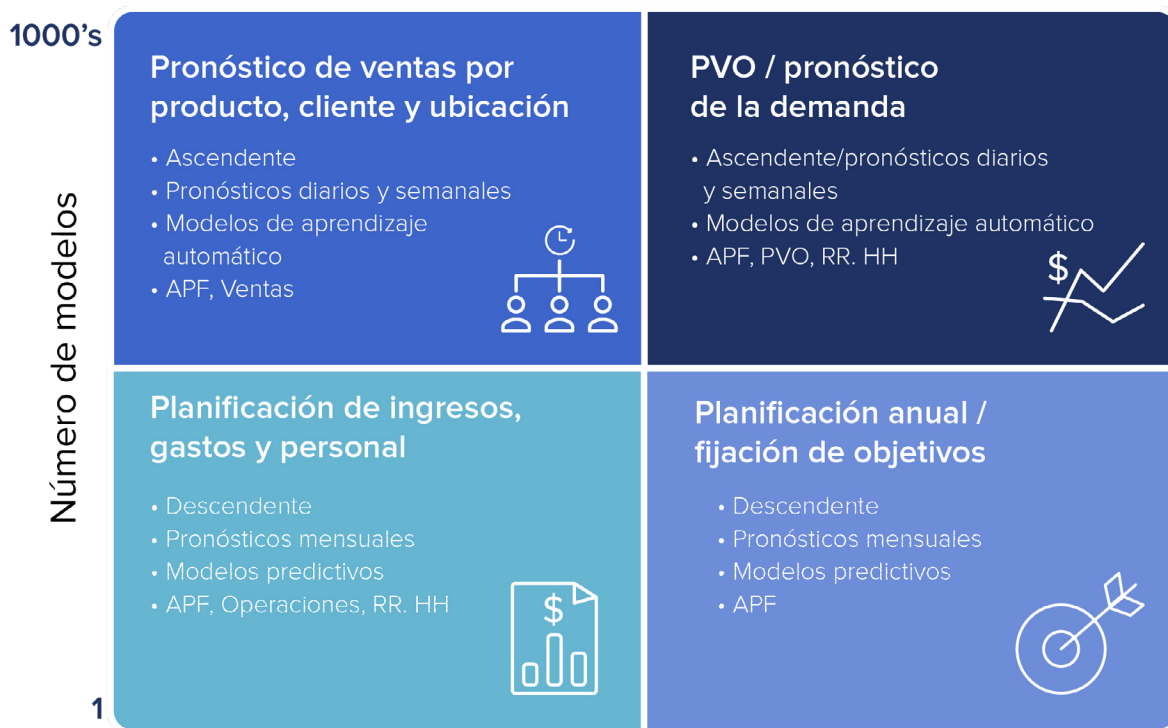 1000's
Número de modelos
1
Pronóstico de ventas por
producto, cliente y ubicación
• Ascendente
• Pronósticos diarios y semanales
• Modelos de aprendizaje
automático
• APF, Ventas
PVO / pronóstico
de la demanda
• Ascendente/pronósticos diarios
y semanales
• Modelos de aprendizaje automático
• APF, PVO, RR. HH
$
Planificación de ingresos,
gastos y personal
• Descendente
• Pronósticos mensuales
• Modelos predictivos
• APF, Operaciones, RR. HH
$
Planificación anual /
fijación de objetivos
• Descendente
• Pronósticos mensuales
• Modelos predictivos
• APF